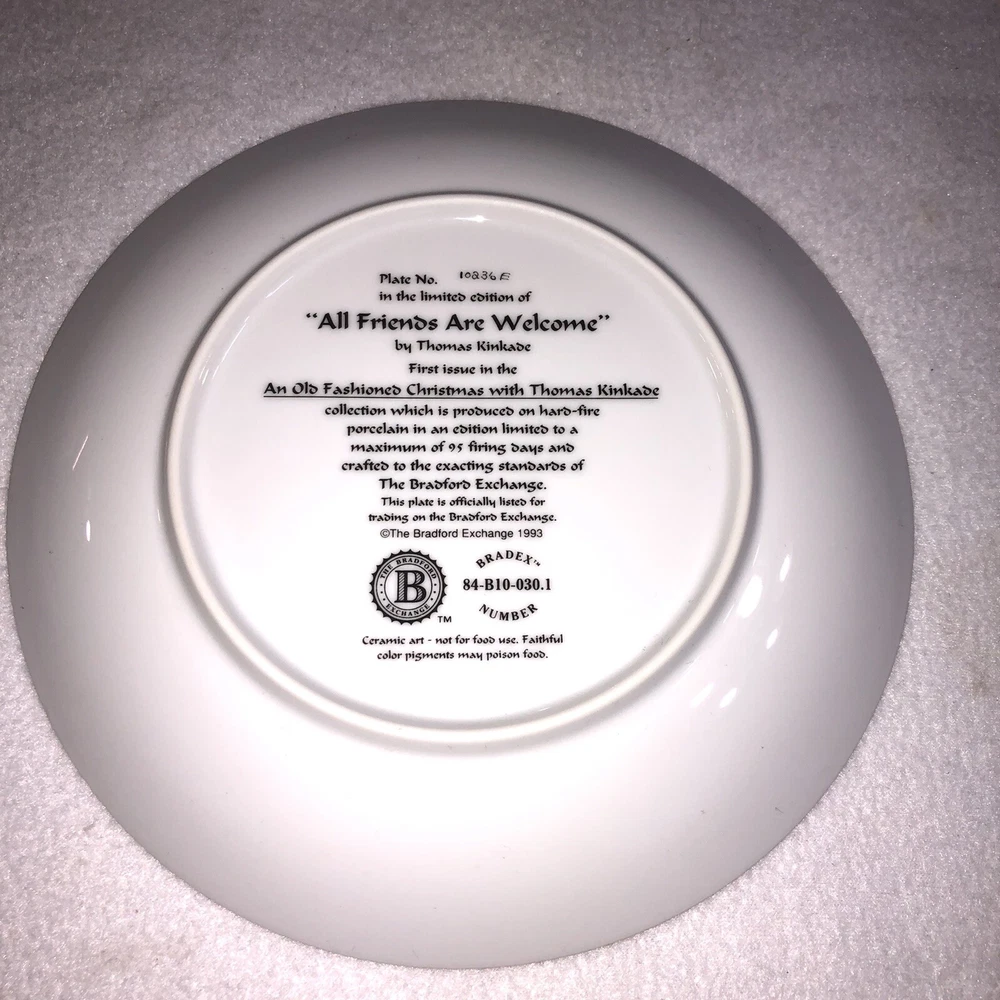 Plate No. 10236E
in the limited edition of
"All Friends Are Welcome"
by Thomas Kinkade
First issue in the
An Old Fashioned Christmas with Thomas Kinkade
collection which is produced on hard-fire
porcelain in an edition limited to a
maximum of 95 firing days and
crafted to the exacting standards of
The Bradford Exchange.
This plate is officially listed for
trading on the Bradford Exchange.
©The Bradford Exchange 1993
THE BRADFORD
B
EXCHANGE
TM
BRADEX™
84-B10-030.1
NUMBER
Ceramic art - not for food use. Faithful
color pigments may poison food.